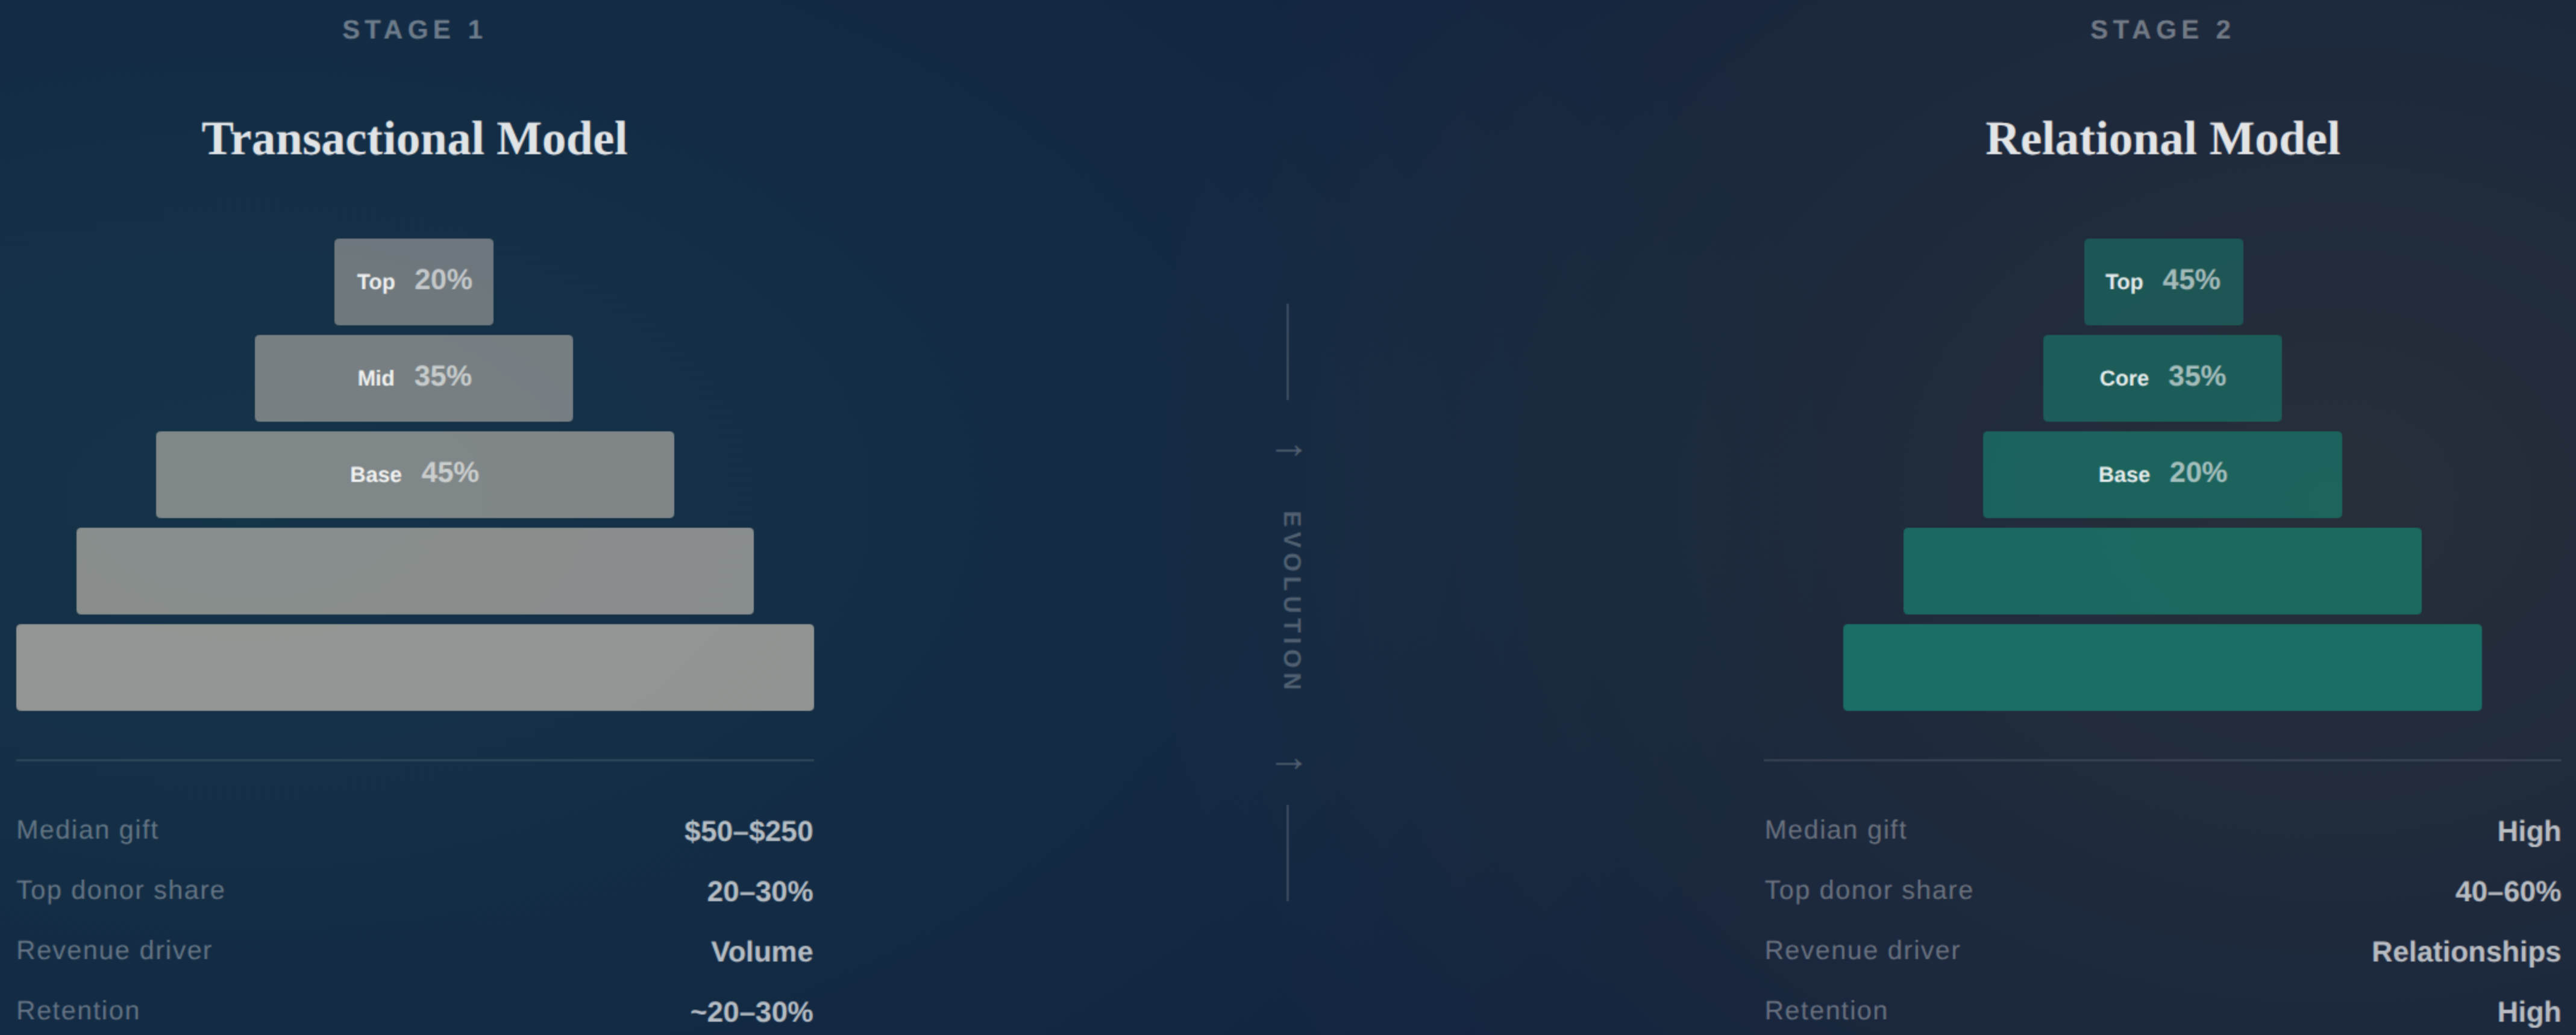 STAGE 1
Transactional Model
Top 20%
Mid 35%
Base 45%
Median gift $50–$250
Top donor share 20–30%
Revenue driver Volume
Retention ~20–30%
→
EVOLUTION
→
STAGE 2
Relational Model
Top 45%
Core 35%
Base 20%
Median gift High
Top donor share 40–60%
Revenue driver Relationships
Retention High